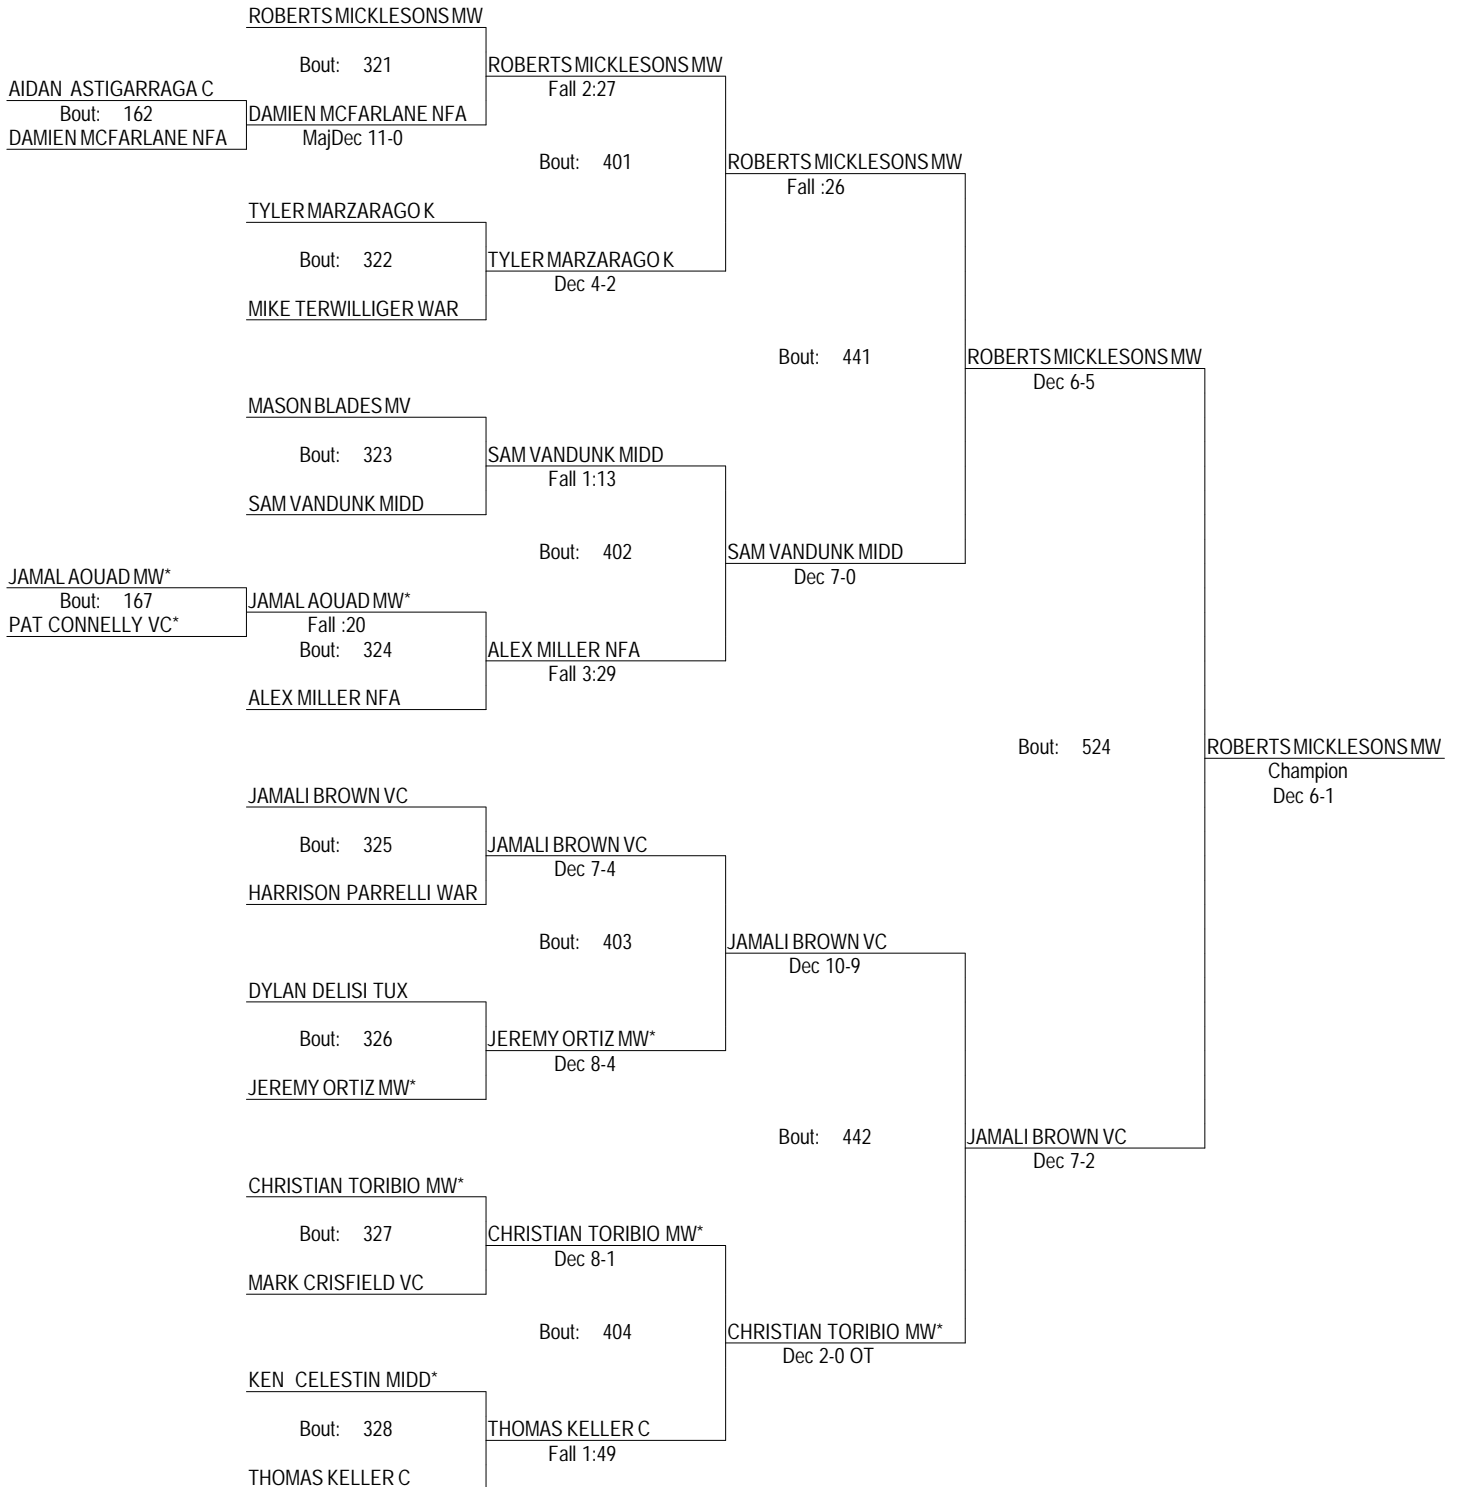 ROBERTS MICKLESONS MW
Bout: 321
ROBERTS MICKLESONS MW
AIDAN ASTIGARRAGA C
Fall 2:27
Bout: 162
DAMIEN MCFARLANE NFA
DAMIEN MCFARLANE NFA
MajDec 11-0
Bout: 401
ROBERTS MICKLESONS MW
Fall :26
TYLER MARZARAGO K
Bout: 322
TYLER MARZARAGO K
Dec 4-2
MIKE TERWILLIGER WAR
Bout: 441
ROBERTS MICKLESONS MW
Dec 6-5
MASON BLADES MV
Bout: 323
SAM VANDUNK MIDD
Fall 1:13
SAM VANDUNK MIDD
Bout: 402
SAM VANDUNK MIDD
Dec 7-0
JAMAL AOUAD MW*
Bout: 167
JAMAL AOUAD MW*
PAT CONNELLY VC*
Fall :20
Bout: 324
ALEX MILLER NFA
Fall 3:29
ALEX MILLER NFA
Bout: 524
ROBERTS MICKLESONS MW
Champion
Dec 6-1
JAMALI BROWN VC
Bout: 325
JAMALI BROWN VC
Dec 7-4
HARRISON PARRELLI WAR
Bout: 403
JAMALI BROWN VC
Dec 10-9
DYLAN DELISI TUX
Bout: 326
JEREMY ORTIZ MW*
Dec 8-4
JEREMY ORTIZ MW*
Bout: 442
JAMALI BROWN VC
Dec 7-2
CHRISTIAN TORIBIO MW*
Bout: 327
CHRISTIAN TORIBIO MW*
Dec 8-1
MARK CRISFIELD VC
Bout: 404
CHRISTIAN TORIBIO MW*
Dec 2-0 OT
KEN CELESTIN MIDD*
Bout: 328
THOMAS KELLER C
Fall 1:49
THOMAS KELLER C